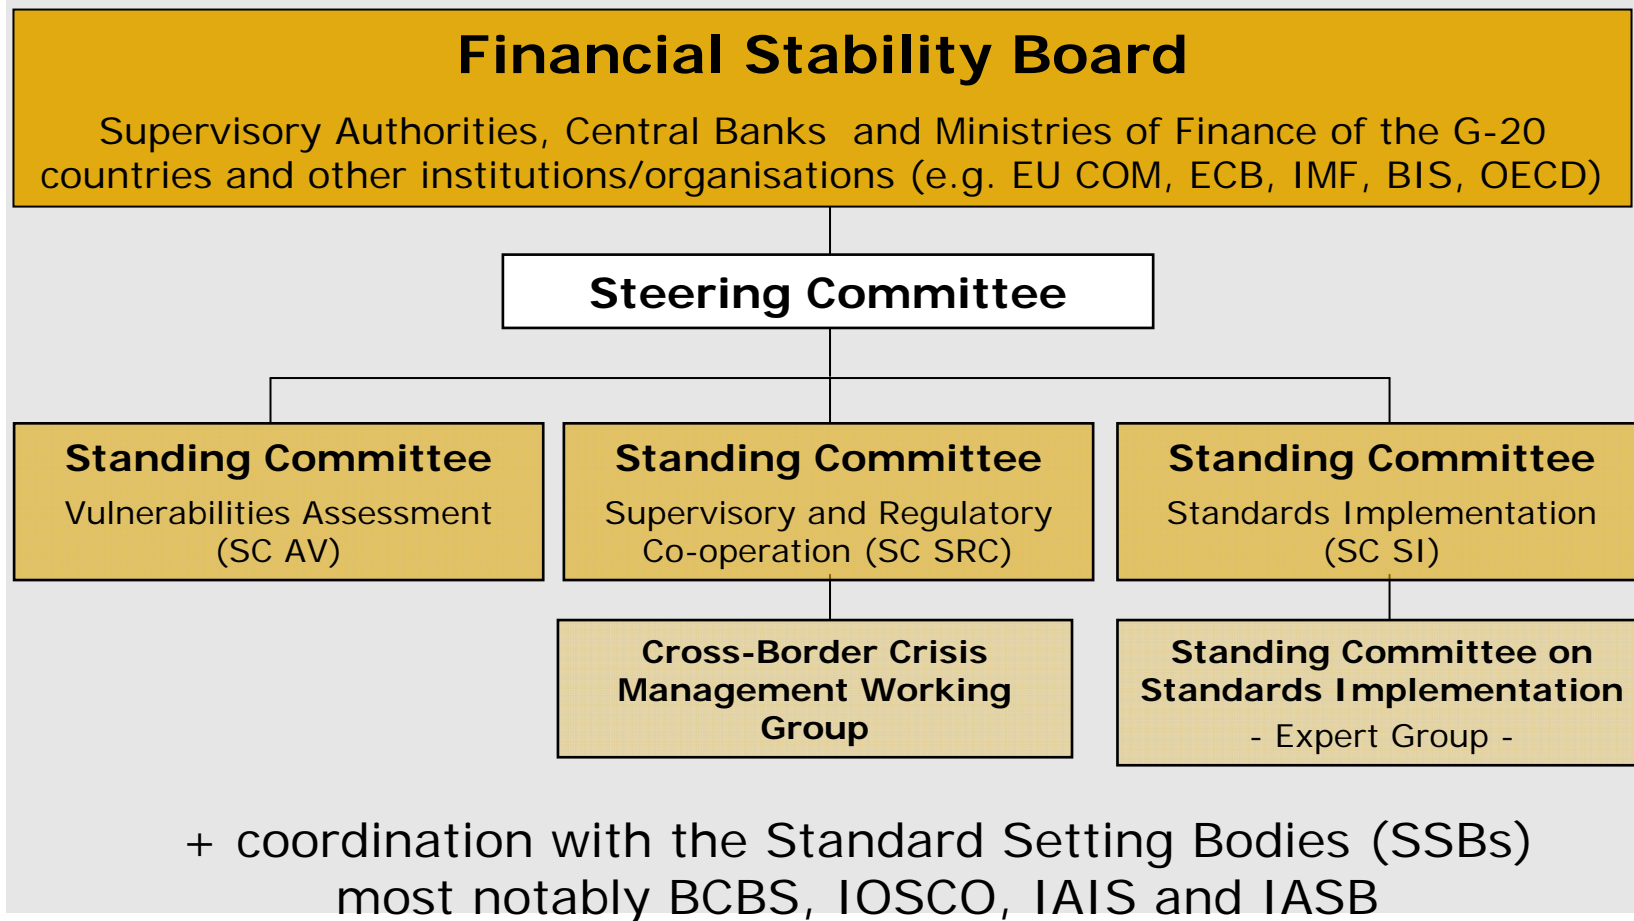 Financial Stability Board
Supervisory Authorities, Central Banks and Ministries of Finance of the G-20
countries and other institutions/organisations (e.g. EU COM, ECB, IMF, BIS, OECD)
Steering Committee
Standing Committee
Vulnerabilities Assessment
(SC AV)
Standing Committee
Supervisory and Regulatory
Co-operation (SC SRC)
Standing Committee
Standards Implementation
(SC SI)
Cross-Border Crisis
Management Working
Group
Standing Committee on
Standards Implementation
- Expert Group -
+ coordination with the Standard Setting Bodies (SSBs)
most notably BCBS, IOSCO, IAIS and IASB